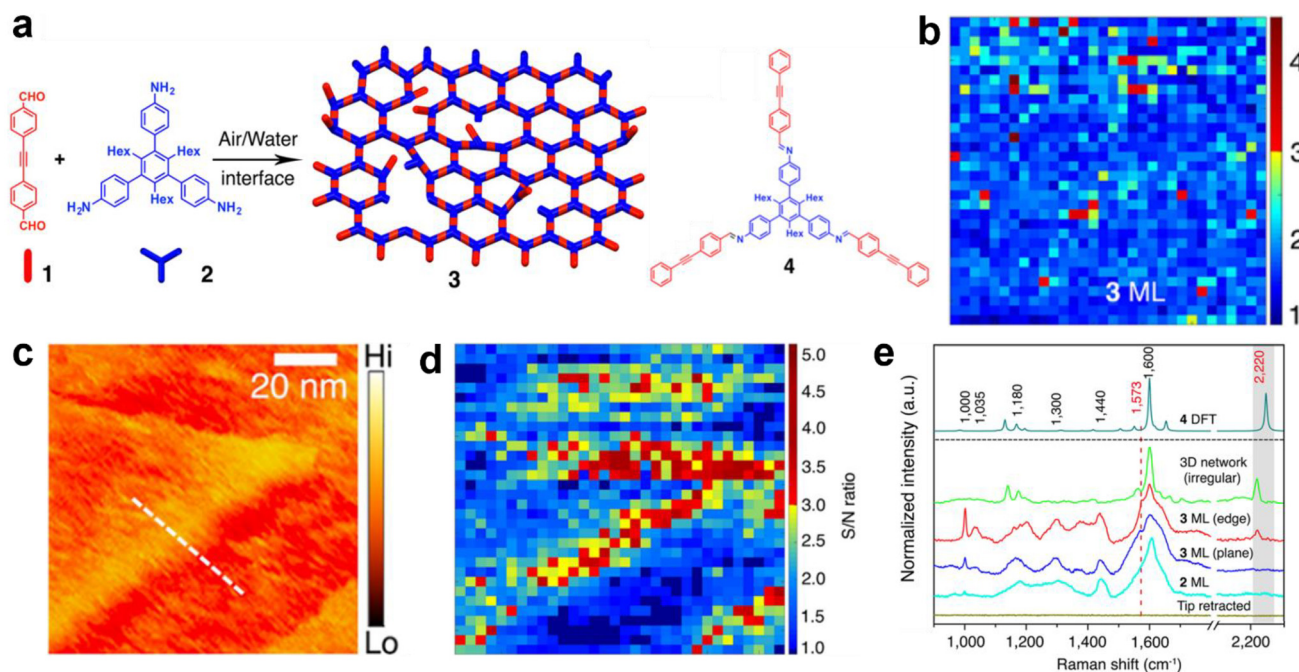 a
CHO
CHO
1
+
NH2
Hex
Hex
Hex
H2N
NH2
2
Air/Water
interface
3
Hex
Hex
Hex
N
N
N
4
b
3 ML
4
3
2
1
c
20 nm
Hi
Lo
d
5.0
4.5
4.0
3.5
3.0
2.5
2.0
1.5
1.0
S/N ratio
e
Normalized intensity (a.u.)
1,000
1,035
1,180
1,300
1,440
1,573
1,600
2,220
4 DFT
3D network
(irregular)
3 ML (edge)
3 ML (plane)
2 ML
Tip retracted
1,000 1,200 1,400 1,600 2,200
Raman shift (cm-1)